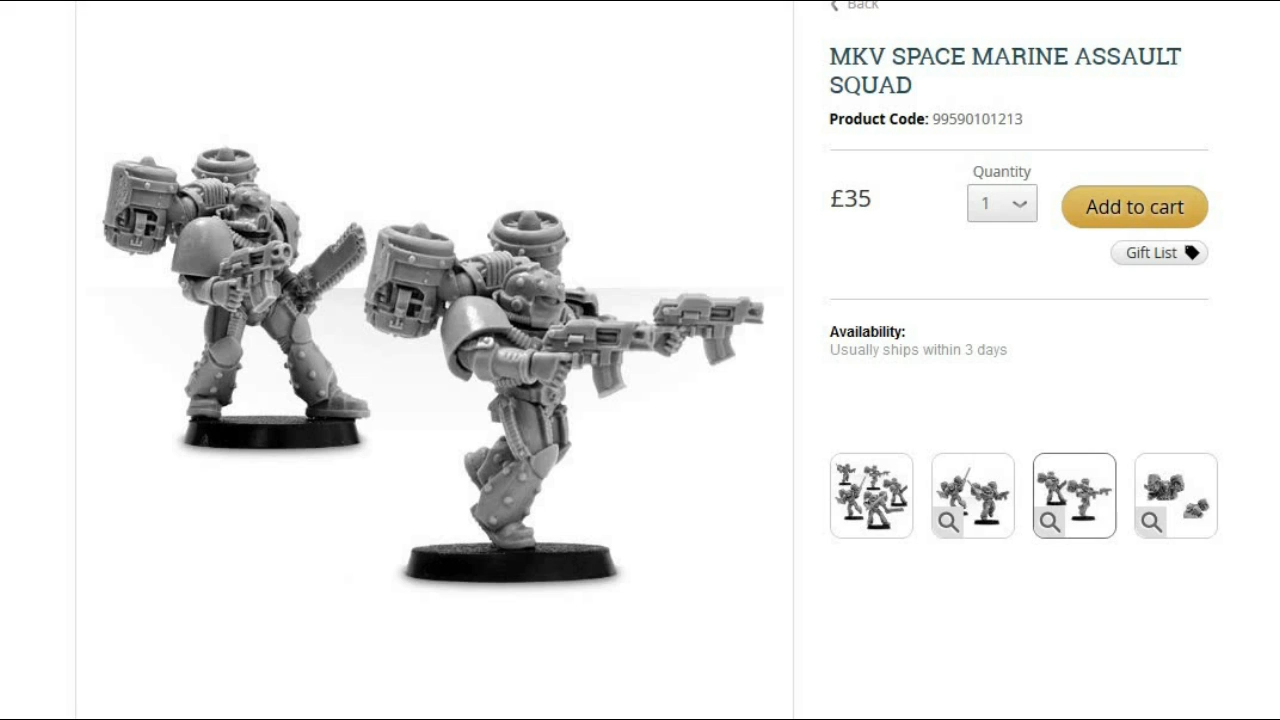 Back
MKV SPACE MARINE ASSAULT
SQUAD
Product Code: 99590101213
Quantity
£35
1
Add to cart
Gift List
Availability:
Usually ships within 3 days